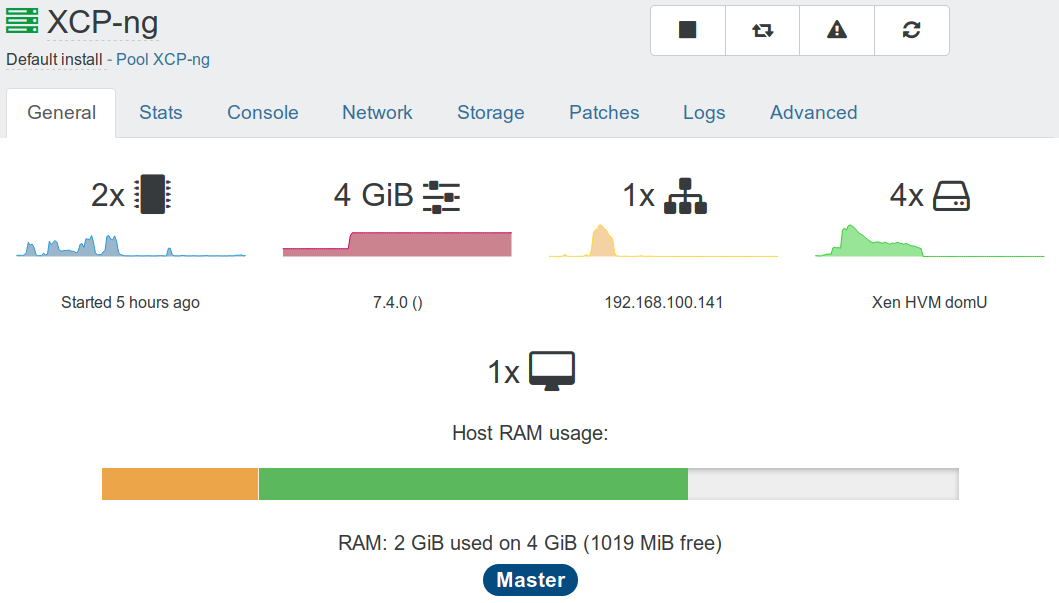 XCP-ng
Default install - Pool XCP-ng
General Stats Console Network Storage Patches Logs Advanced
2x 4 GiB 1x 4x
Started 5 hours ago 7.4.0 () 192.168.100.141 Xen HVM domU
1x
Host RAM usage:
RAM: 2 GiB used on 4 GiB (1019 MiB free)
Master